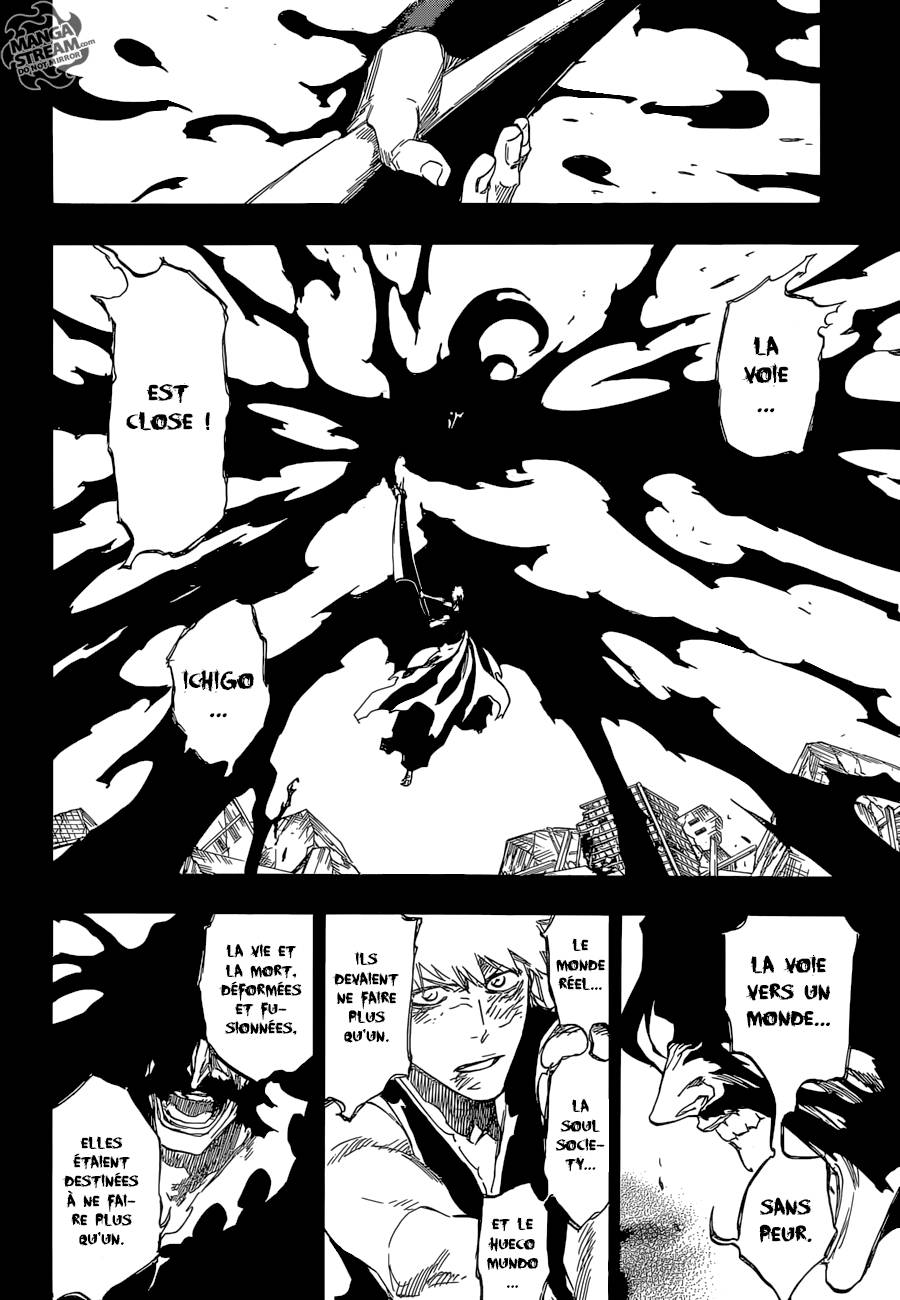 MANGA
STREAM.com
DO NOT MIRROR
LA
VOIE
...
EST
CLOSE !
ICHIGO
...
LA VOIE
VERS UN
MONDE...
SANS
PEUR.
LE
MONDE
RÉEL...
LA
SOUL
SOCIE-
TY...
ET LE
HUECO
MUNDO
...
ILS
DEVAIENT
NE FAIRE
PLUS
QU'UN.
LA VIE ET
LA MORT,
DÉFORMÉES
ET FU-
SIONNÉES,
ELLES
ÉTAIENT
DESTINÉES
À NE FAI-
RE PLUS
QU'UN.